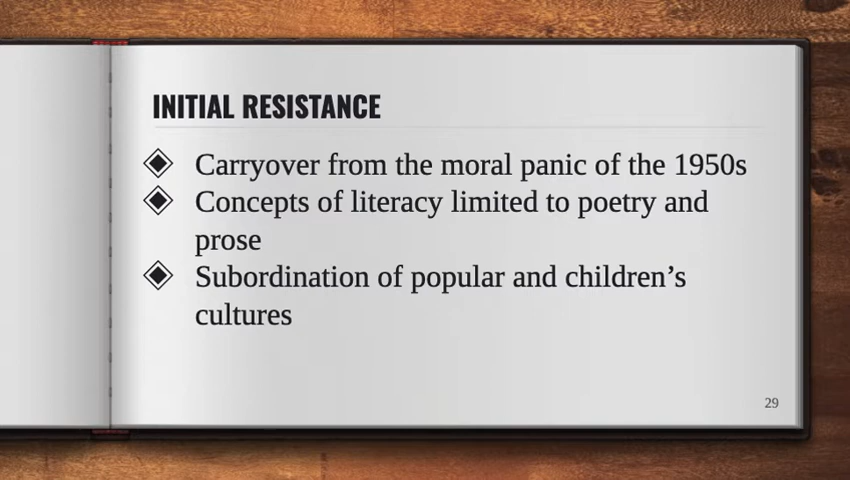 INITIAL RESISTANCE
Carryover from the moral panic of the 1950s
Concepts of literacy limited to poetry and
prose
Subordination of popular and children’s
cultures
29